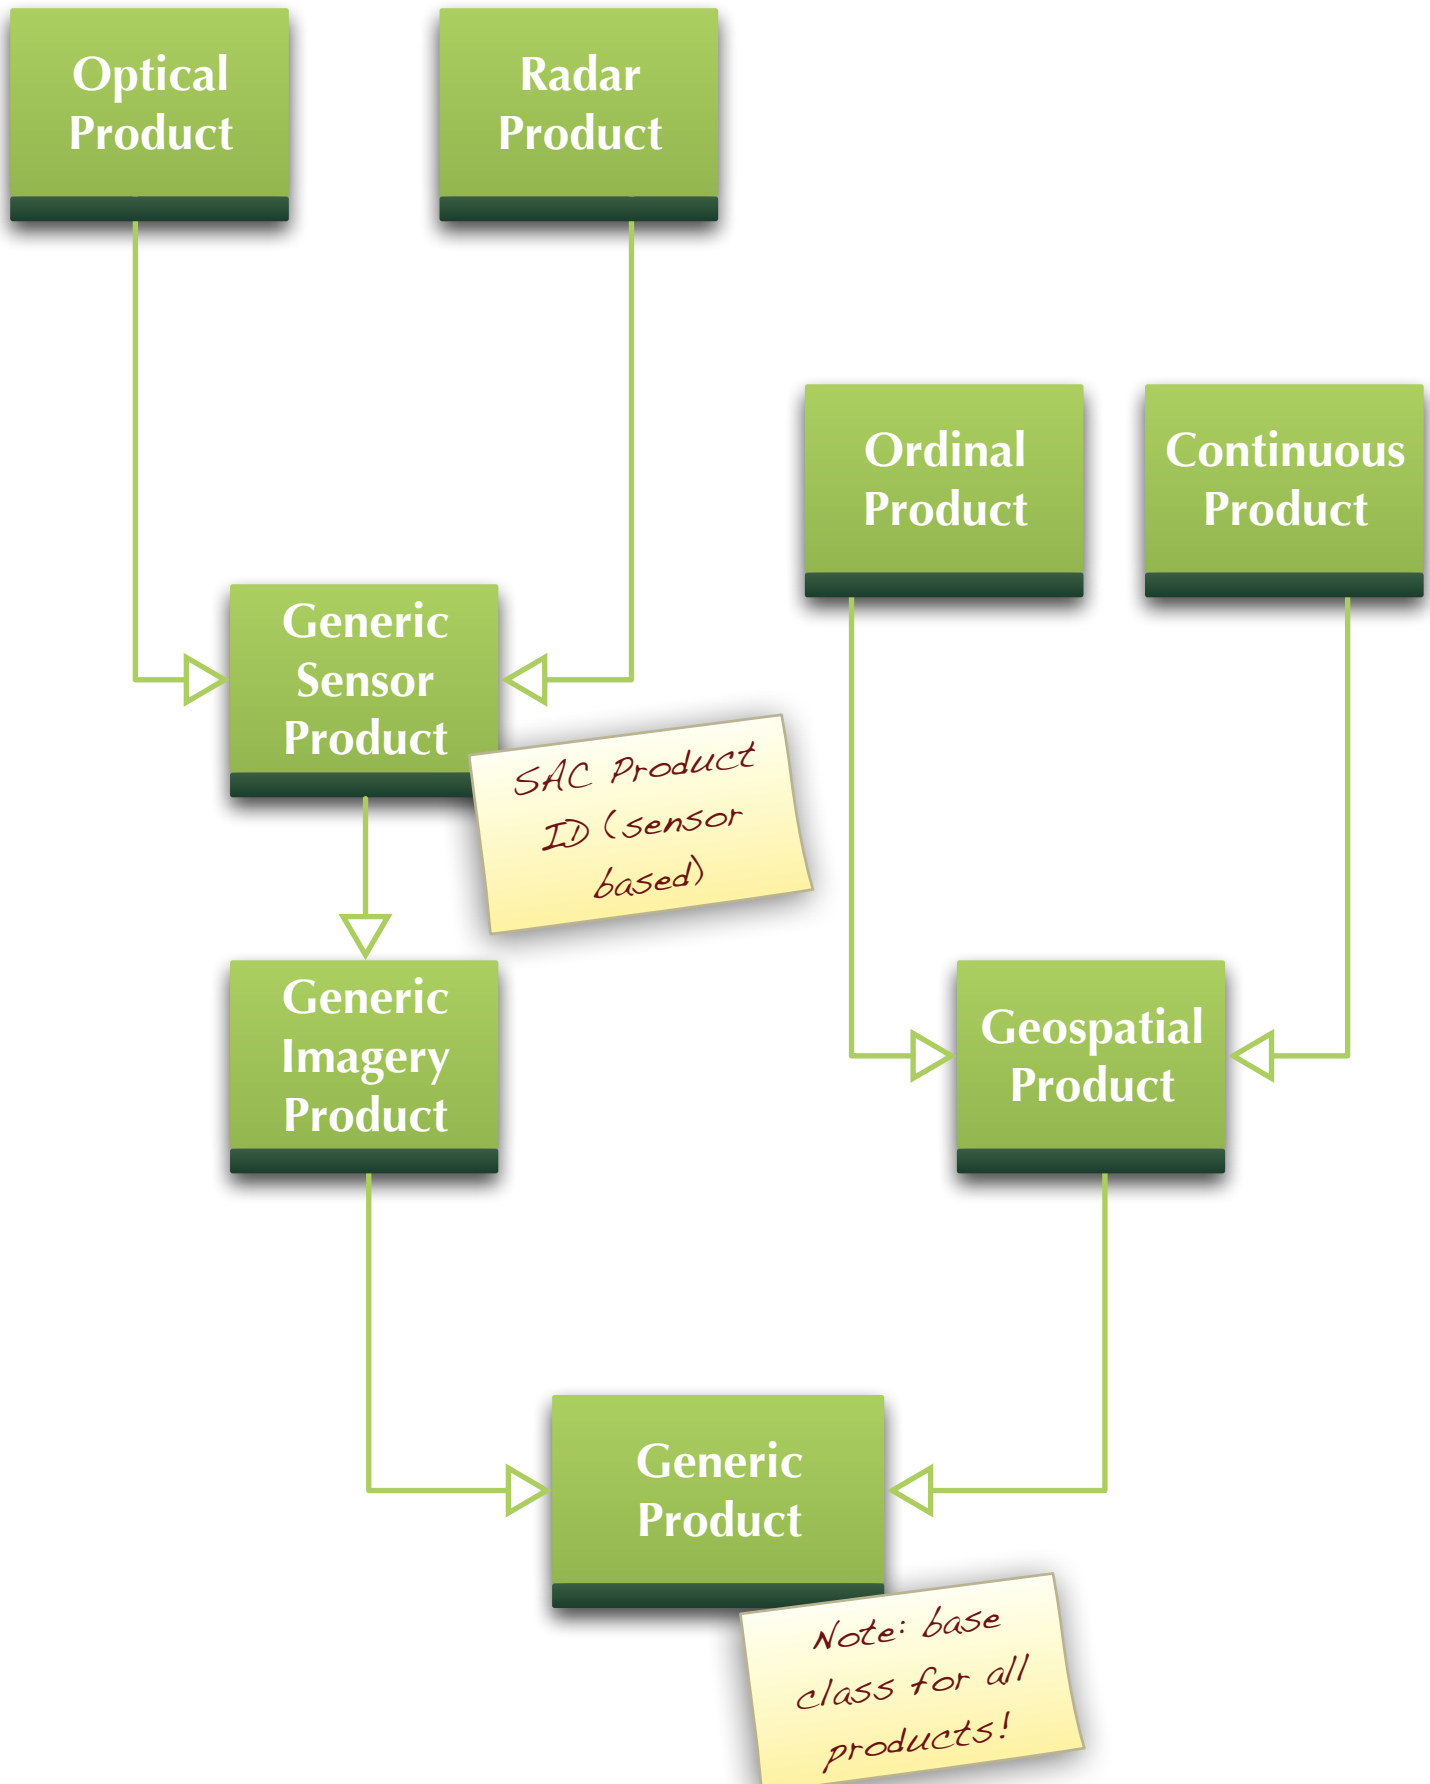 Optical
Product
Radar
Product
Ordinal
Product
Continuous
Product
Generic
Sensor
Product
SAC Product
ID (sensor
based)
Generic
Imagery
Product
Geospatial
Product
Generic
Product
Note: base
class for all
products!